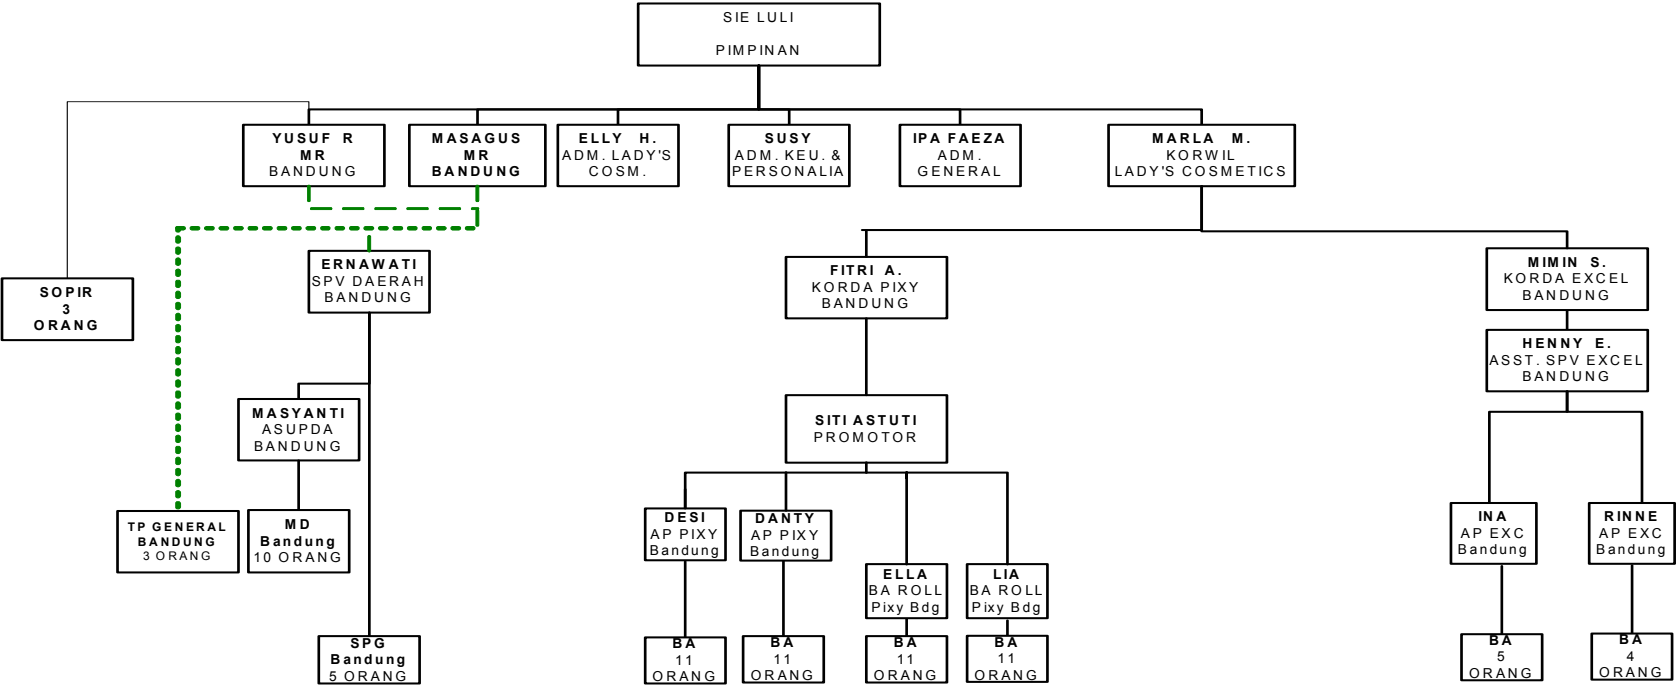 SIE LULI
PIMPINAN
YUSUF R
MR
BANDUNG
MASAGUS
MR
BANDUNG
ELLY H.
ADM. LADY'S
COSM.
SUSY
ADM. KEU. &
PERSONALIA
IPA FAEZA
ADM.
GENERAL
MARLA M.
KORWIL
LADY'S COSMETICS
SOPIR
3
ORANG
ERNAWATI
SPV DAERAH
BANDUNG
FITRI A.
KORDA PIXY
BANDUNG
MIMIN S.
KORDA EXCEL
BANDUNG
HENNY E.
ASST. SPV EXCEL
BANDUNG
MASYANTI
ASUPDA
BANDUNG
SITI ASTUTI
PROMOTOR
TP GENERAL
BANDUNG
3 ORANG
MD
Bandung
10 ORANG
DESI
AP PIXY
Bandung
DANTY
AP PIXY
Bandung
ELLA
BA ROLL
Pixy Bdg
LIA
BA ROLL
Pixy Bdg
INA
AP EXC
Bandung
RINNE
AP EXC
Bandung
SPG
Bandung
5 ORANG
BA
11
ORANG
BA
11
ORANG
BA
11
ORANG
BA
11
ORANG
BA
5
ORANG
BA
4
ORANG